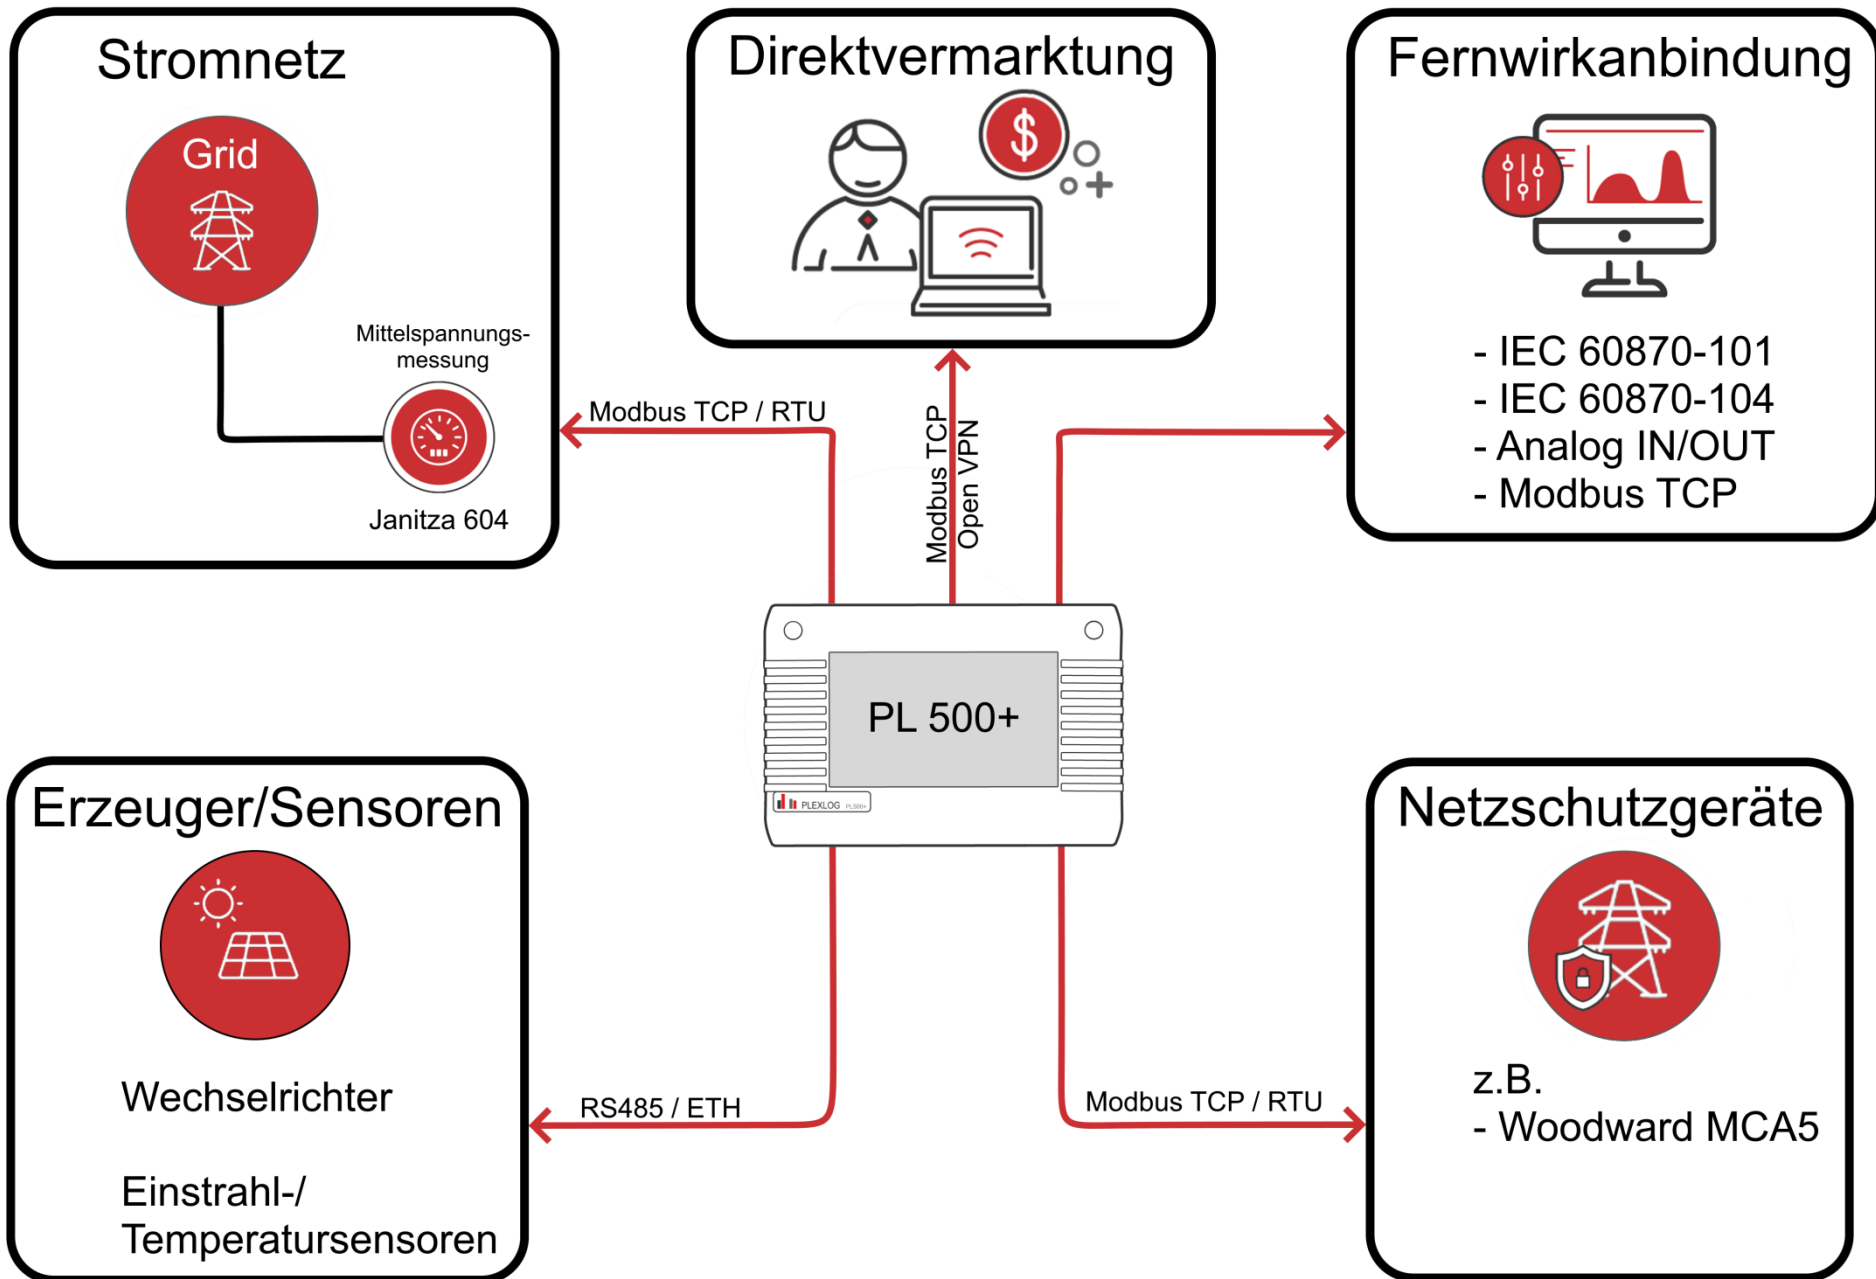 Stromnetz
Grid
Mittelspannungs-
messung
Janitza 604
Direktvermarktung
$
Fernwirkanbindung
- IEC 60870-101
- IEC 60870-104
- Analog IN/OUT
- Modbus TCP
Modbus TCP / RTU
Modbus TCP
Open VPN
PL 500+
PLEXLOG PL500+
Erzeuger/Sensoren
Wechselrichter
Einstrahl-/
Temperatursensoren
RS485 / ETH
Modbus TCP / RTU
Netzschutzgeräte
z.B.
- Woodward MCA5